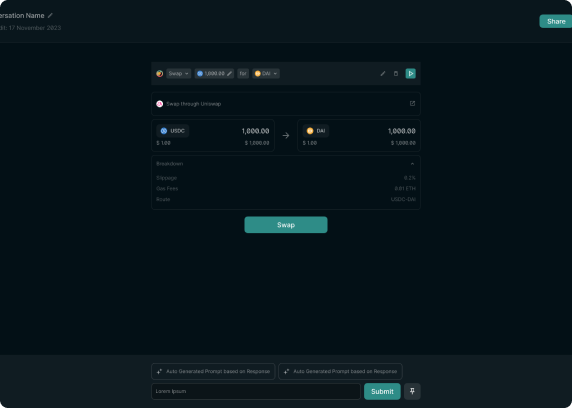 ersation Name
Et: 17 November 2023
Share
Swap 1,000.00 for DAI
Swap through Uniswap
USDC 1,000.00
$ 1.00 $ 1,000.00
DAI 1,000.00
$ 1.00 $ 1,000.00
Breakdown
Slippage 0.2%
Gas Fees 0.01 ETH
Route USDC-DAI
Swap
Auto Generated Prompt based on Response
Auto Generated Prompt based on Response
Lorem Ipsum
Submit